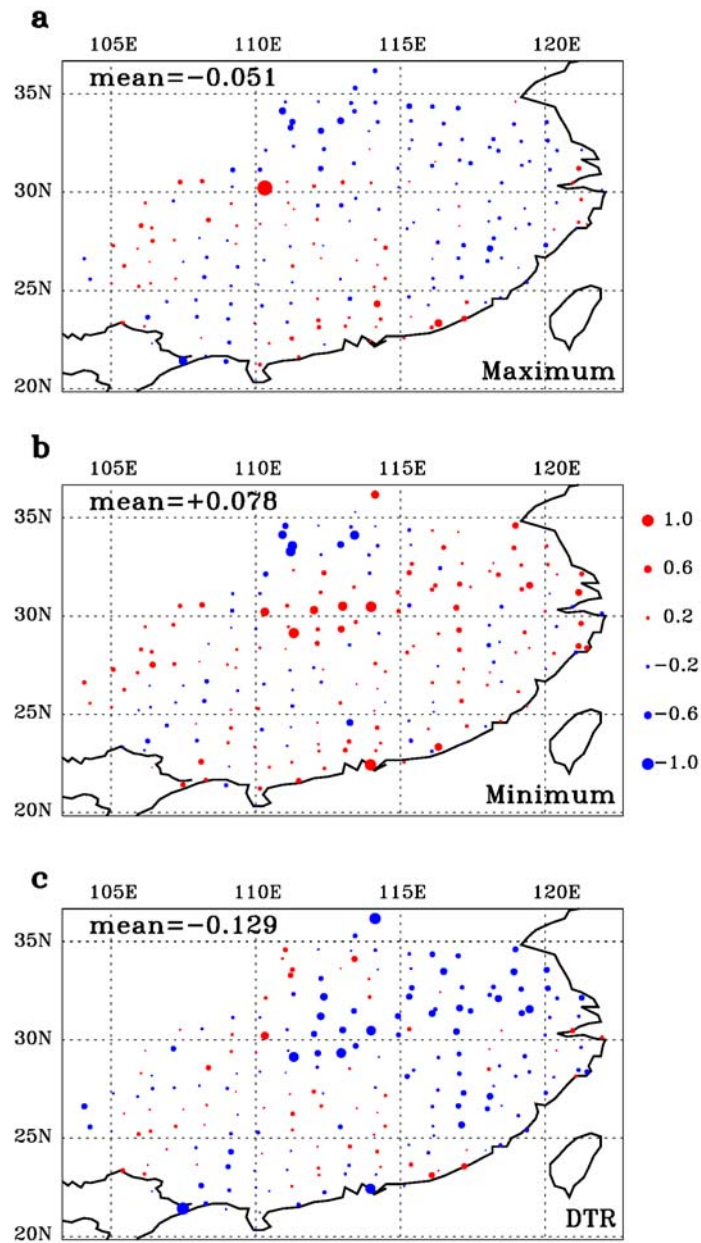 a
105E 110E 115E 120E
mean=−0.051
35N
30N
25N
20N
Maximum
b
105E 110E 115E 120E
mean=+0.078
35N
30N
25N
20N
Minimum
1.0
0.6
0.2
−0.2
−0.6
−1.0
c
105E 110E 115E 120E
mean=−0.129
35N
30N
25N
20N
DTR